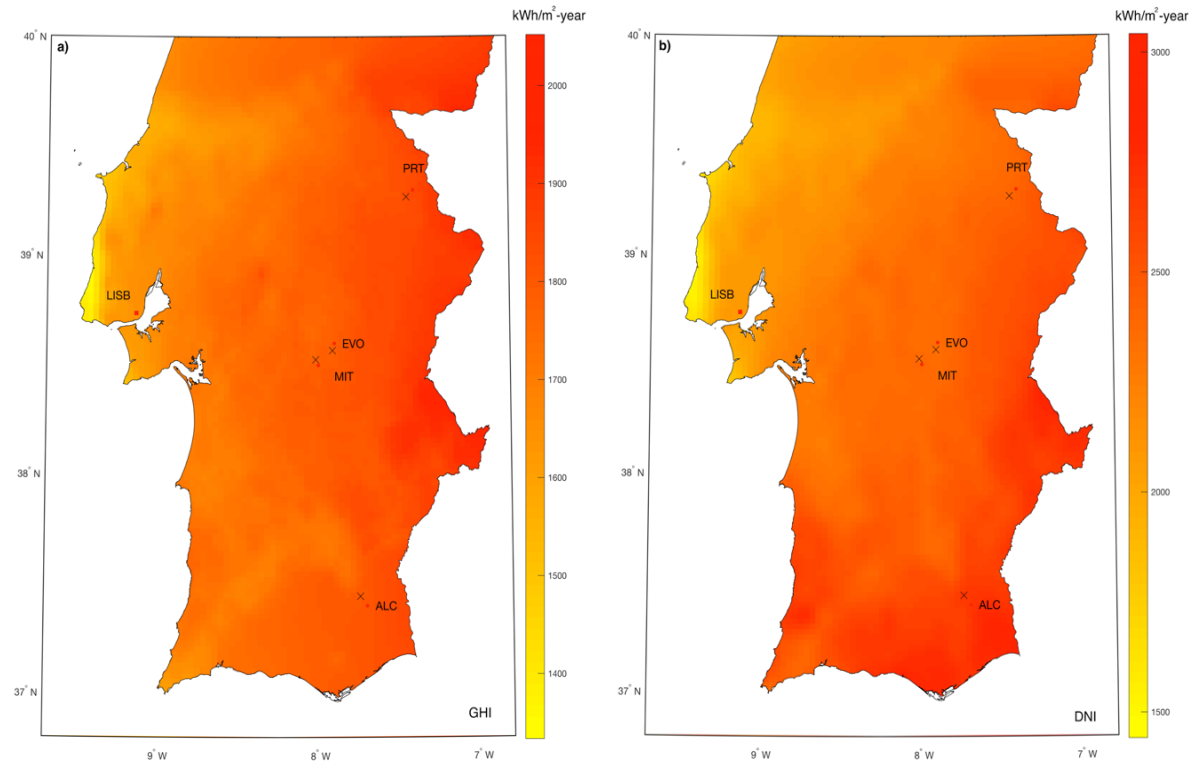 kWh/m²-year
a)
40° N
39° N
38° N
37° N
9° W
8° W
7° W
PRT
LISB
EVO
MIT
ALC
GHI
2000
1900
1800
1700
1600
1500
1400
kWh/m²-year
b)
40° N
39° N
38° N
37° N
9° W
8° W
7° W
PRT
LISB
EVO
MIT
ALC
DNI
3000
2500
2000
1500